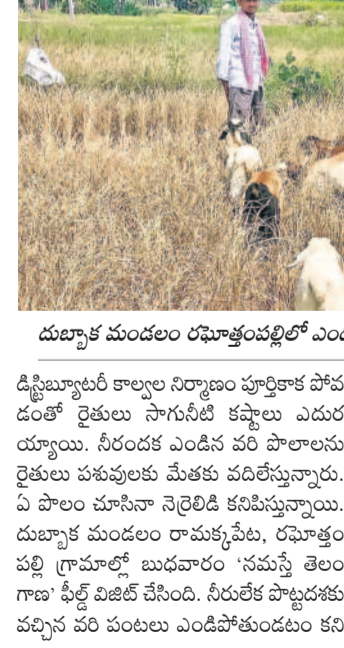 దుబ్బాక మండలం రఘోత్తంపల్లిలో
డిస్ట్రిబ్యూటరీ కాల్వల నిర్మాణం పూర్తికాక పోవ
డంతో రైతులు సాగునీటి కష్టాలు ఎదుర
య్యాయి. నీరందక ఎండిన వరి పొలాలను
రైతులు పశువులకు మేతకు వదిలేస్తున్నారు.
ఏ పొలం చూసినా నెర్రెలిడి కనిపిస్తున్నాయి.
దుబ్బాక మండలం రామక్కపేట, రఘోత్తం
పల్లి గ్రామాల్లో బుధవారం ‘నమస్తే తెలం
గాణ’ ఫీల్డ్ విజిట్ చేసింది. నీరులేక పొట్టదశకు
వచ్చిన వరి పంటలు ఎండిపోతుండటం కని